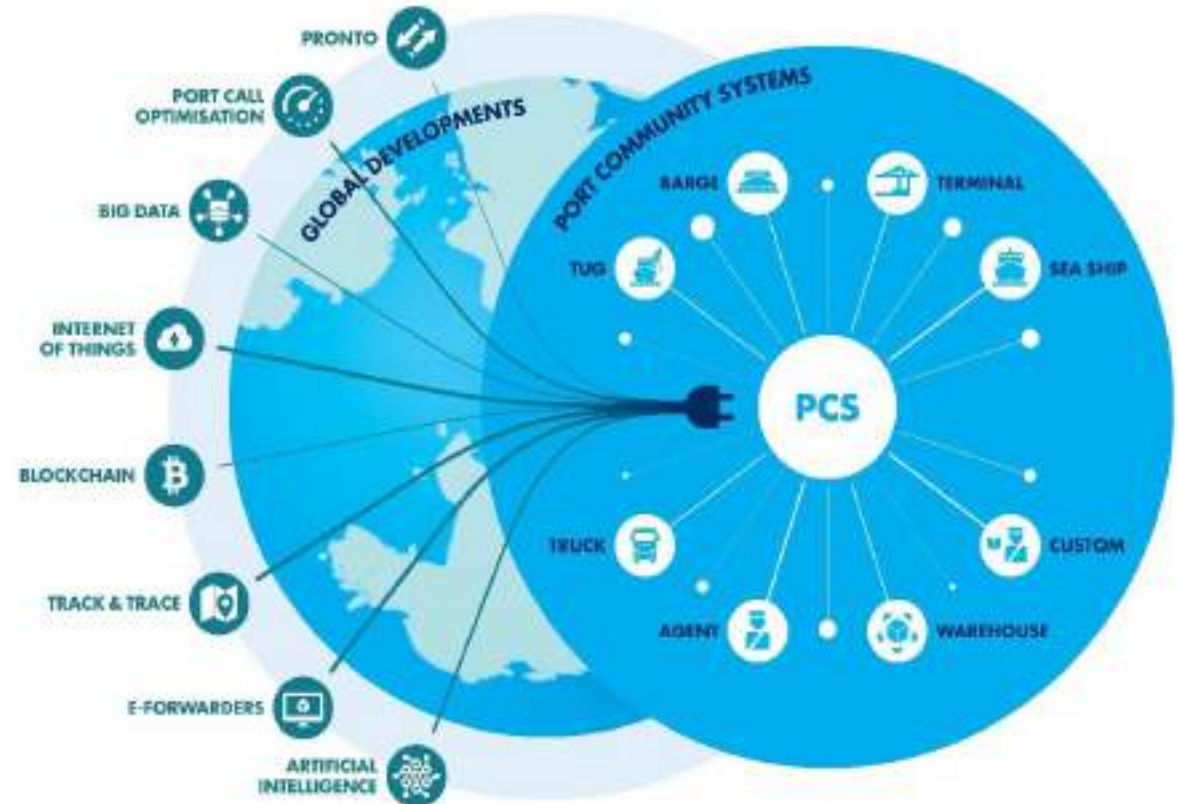 PRONTO
PORT CALL
OPTIMISATION
BIG DATA
INTERNET
OF THINGS
BLOCKCHAIN
TRACK & TRACE
E-FORWARDERS
ARTIFICIAL
INTELLIGENCE
GLOBAL DEVELOPMENTS
PORT COMMUNITY SYSTEMS
BARGE
TERMINAL
TUG
SEA SHIP
PCS
TRUCK
CUSTOM
AGENT
WAREHOUSE